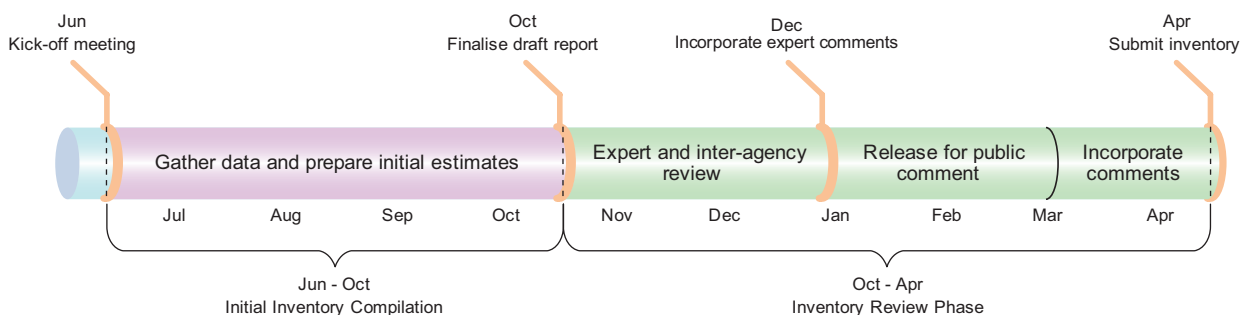 Jun
Kick-off meeting
Oct
Finalise draft report
Dec
Incorporate expert comments
Apr
Submit inventory
Gather data and prepare initial estimates
Expert and inter-agency
review
Release for public
comment
Incorporate
comments
Jul Aug Sep Oct Nov Dec Jan Feb Mar Apr
Jun - Oct
Initial Inventory Compilation
Oct - Apr
Inventory Review Phase